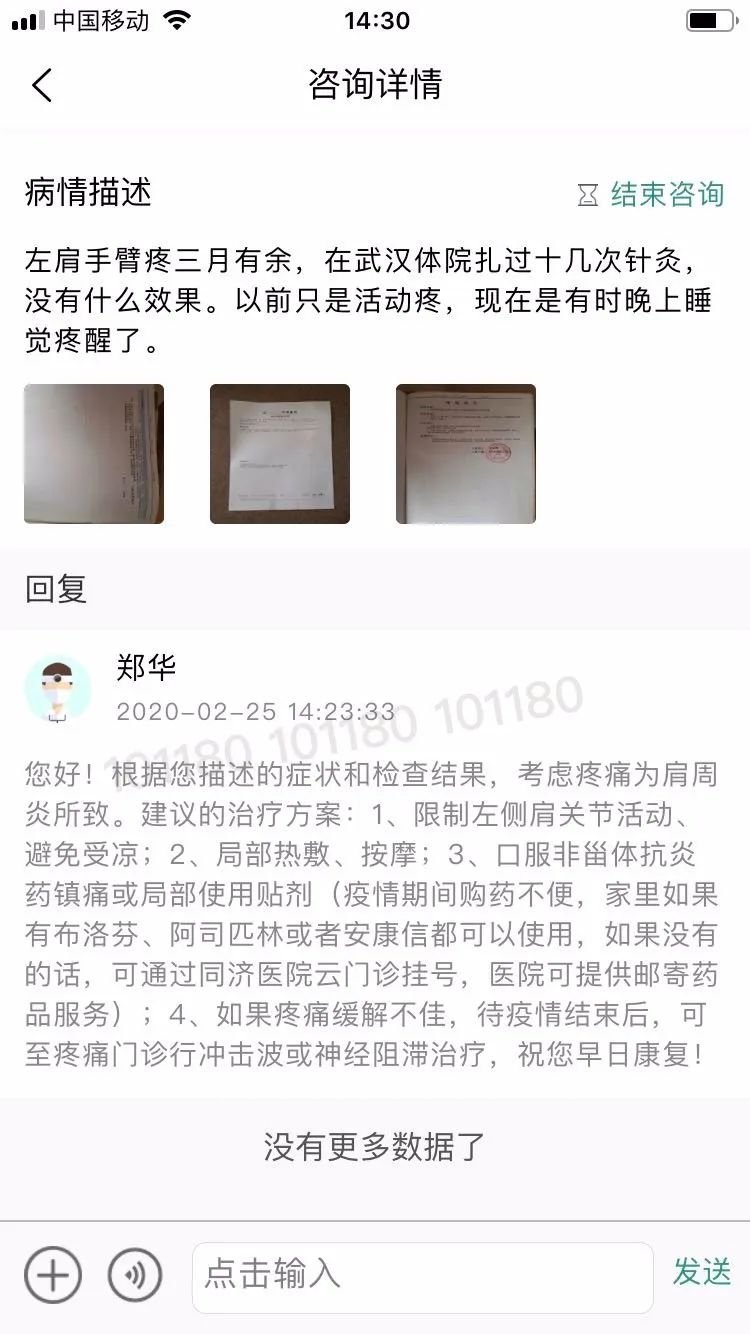 中国移动
14:30
咨询详情
病情描述
结束咨询
左肩手臂疼三月有余，在武汉体院扎过十几次针灸，
没有什么效果。以前只是活动疼，现在是有时晚上睡
觉疼醒了。
回复
郑华
2020-02-25 14:23:33
101180 101180 101180
您好！根据您描述的症状和检查结果，考虑疼痛为肩周
炎所致。建议的治疗方案：1、限制左侧肩关节活动、
避免受凉；2、局部热敷、按摩；3、口服非甾体抗炎
药镇痛或局部使用贴剂（疫情期间购药不便，家里如果
有布洛芬、阿司匹林或者安康信都可以使用，如果没有
的话，可通过同济医院云门诊挂号，医院可提供邮寄药
品服务）；4、如果疼痛缓解不佳，待疫情结束后，可
至疼痛门诊行冲击波或神经阻滞治疗，祝您早日康复！
没有更多数据了
点击输入
发送